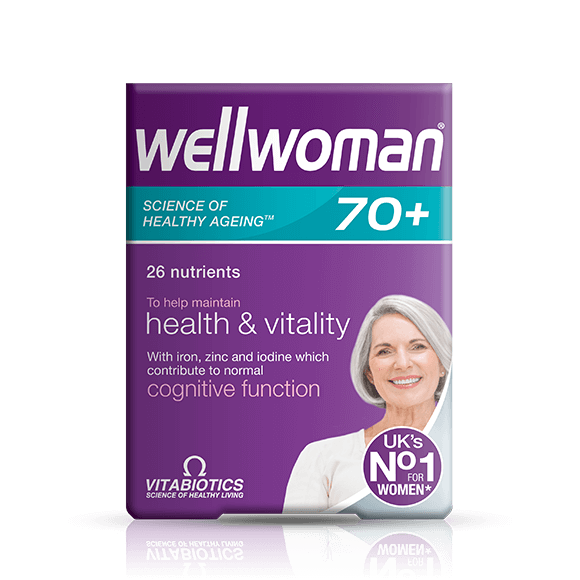 wellwoman®
SCIENCE OF
HEALTHY AGEING™
70+
26 nutrients
To help maintain
health & vitality
With iron, zinc and iodine which
contribute to normal
cognitive function
UK's
No1
FOR
WOMEN*
VITABIOTICS
SCIENCE OF HEALTHY LIVING